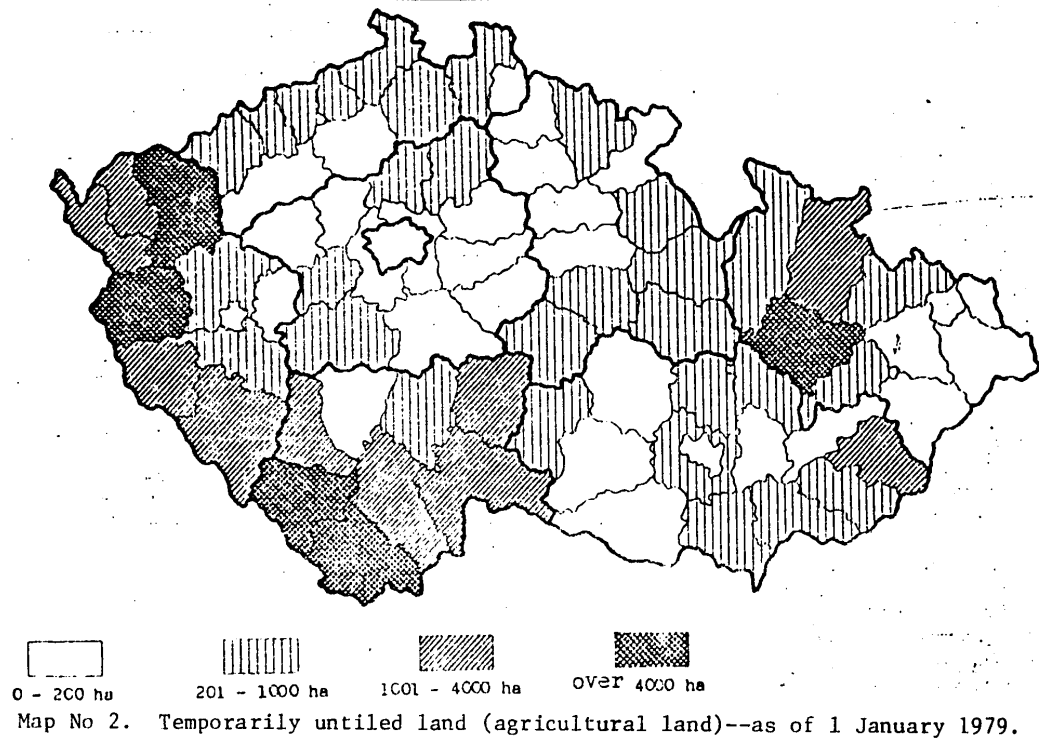 0 - 200 ha
201 - 1000 ha
1001 - 4000 ha
over 4000 ha
Map No 2. Temporarily untiled land (agricultural land)--as of 1 January 1979.